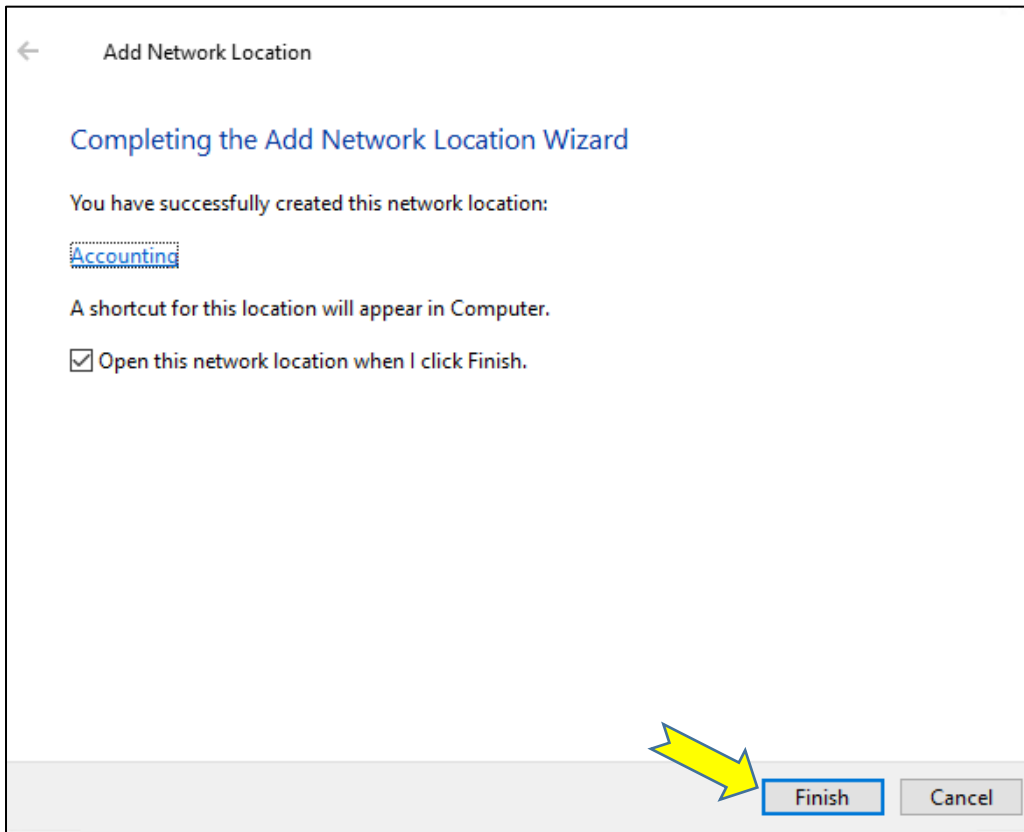 Add Network Location
Completing the Add Network Location Wizard
You have successfully created this network location:
Accounting
A shortcut for this location will appear in Computer.
Open this network location when I click Finish.
Finish Cancel